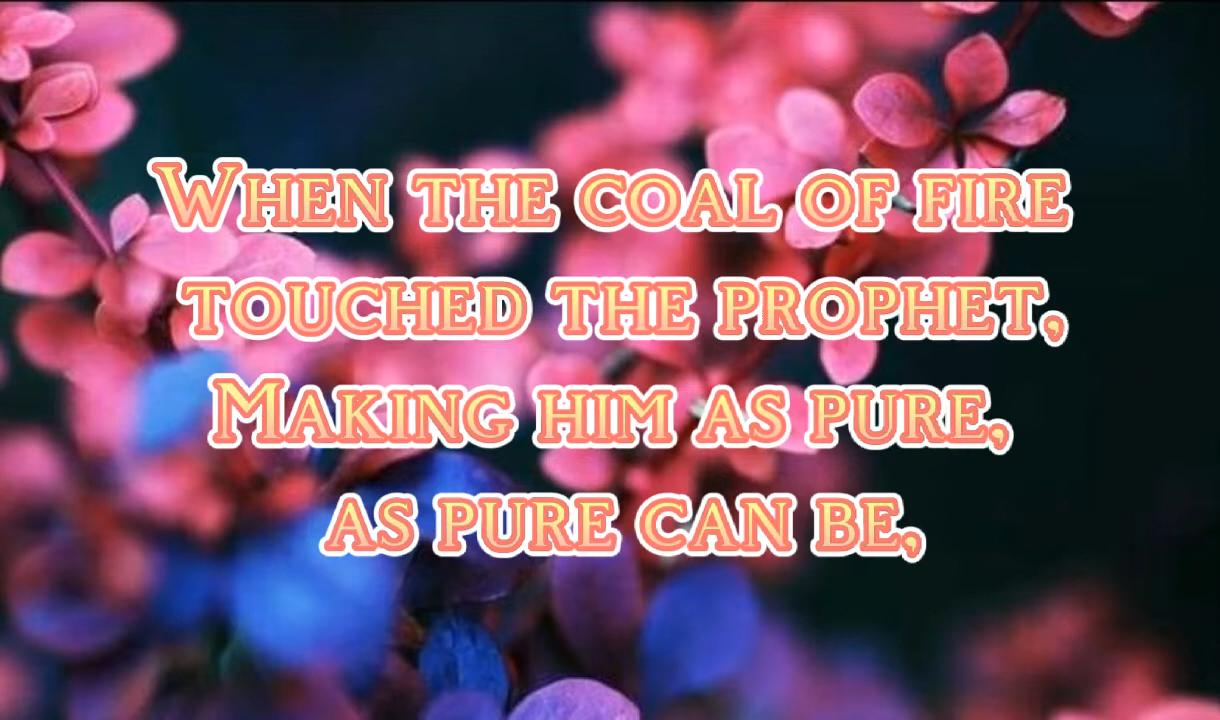 When the coal of fire
touched the prophet,
Making him as pure,
as pure can be,